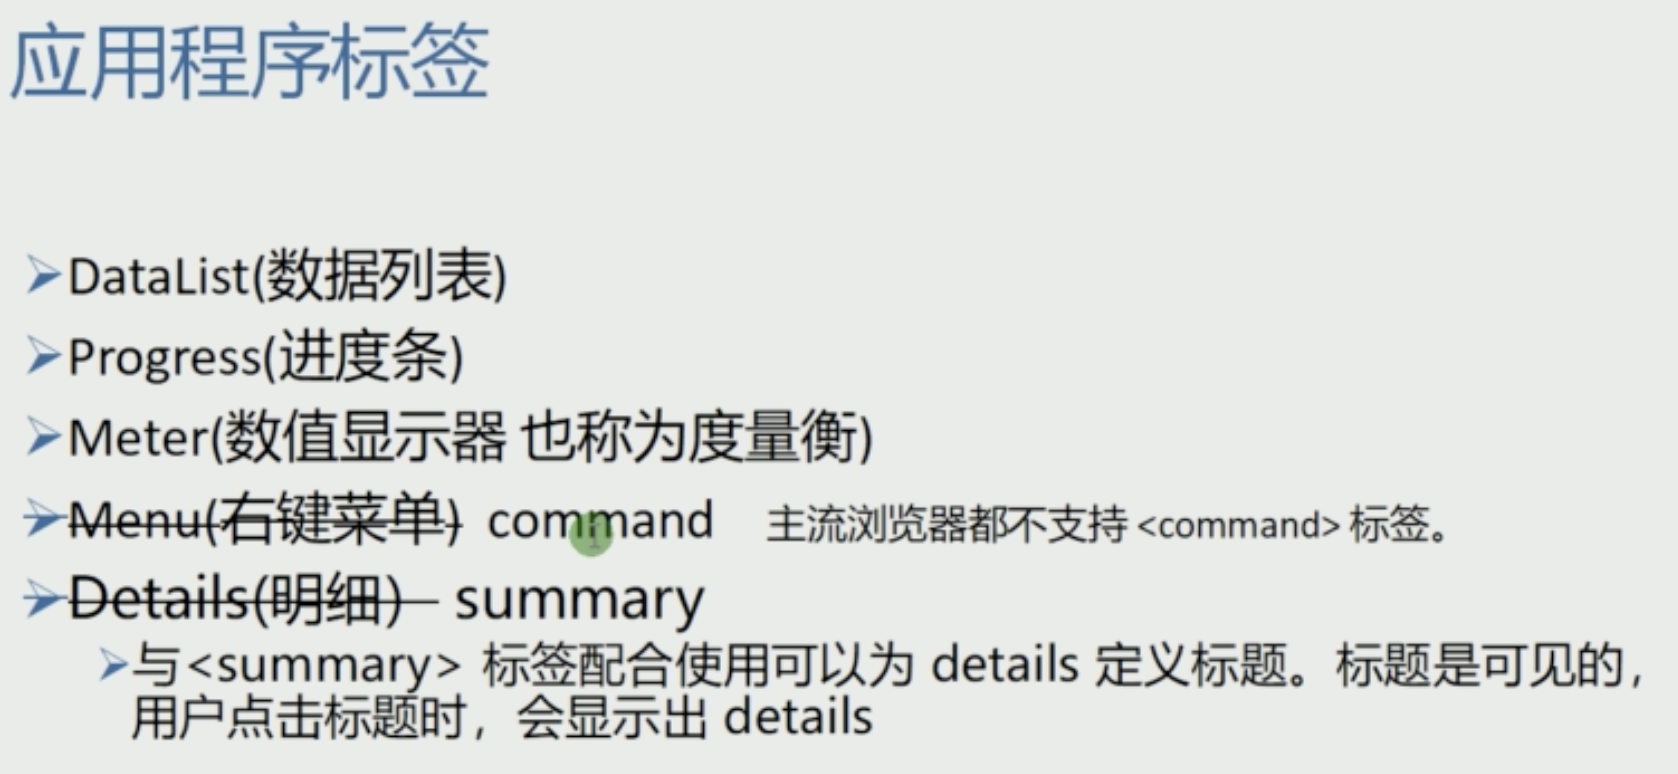 应用程序标签
DataList(数据列表)
Progress(进度条)
Meter(数值显示器 也称为度量衡)
Menu(右键菜单) command 主流浏览器都不支持 <command> 标签。
Details(明细) summary
与<summary> 标签配合使用可以为 details 定义标题。标题是可见的，
用户点击标题时，会显示出 details